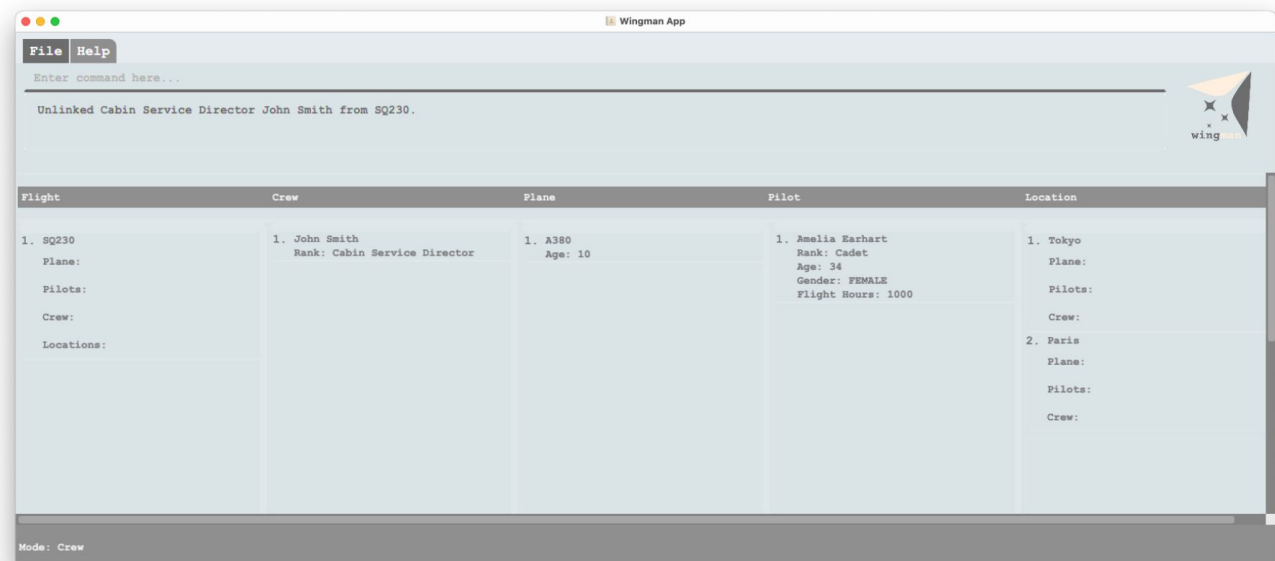 Wingman App
File Help
Enter command here...
Unlinked Cabin Service Director John Smith from SQ230.
wingman
Flight Crew Plane Pilot Location
1. SQ230
Plane:
Pilots:
Crew:
Locations:
1. John Smith
Rank: Cabin Service Director
1. A380
Age: 10
1. Amelia Earhart
Rank: Cadet
Age: 34
Gender: FEMALE
Flight Hours: 1000
1. Tokyo
Plane:
Pilots:
Crew:
2. Paris
Plane:
Pilots:
Crew:
Mode: Crew